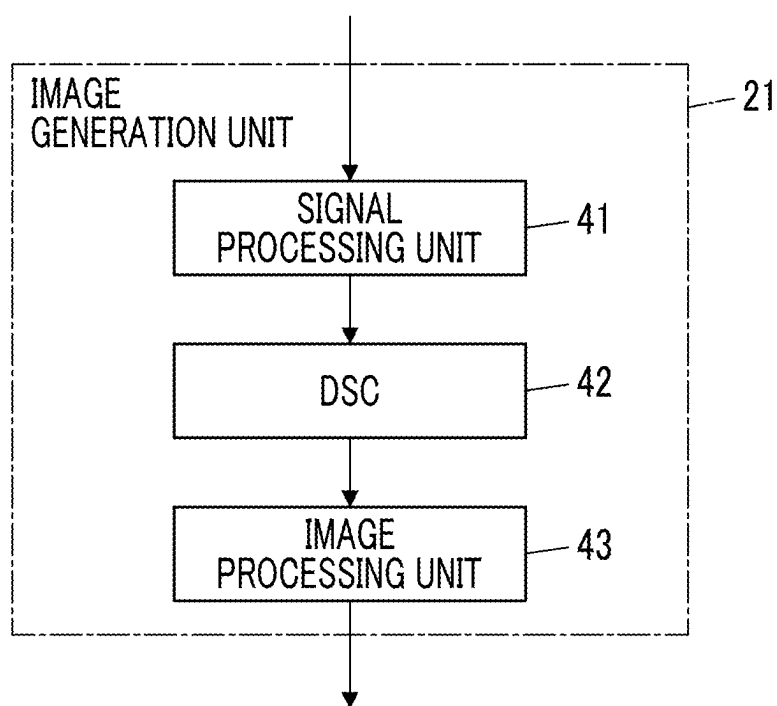 IMAGE
GENERATION UNIT
21
SIGNAL
PROCESSING UNIT
41
DSC
42
IMAGE
PROCESSING UNIT
43